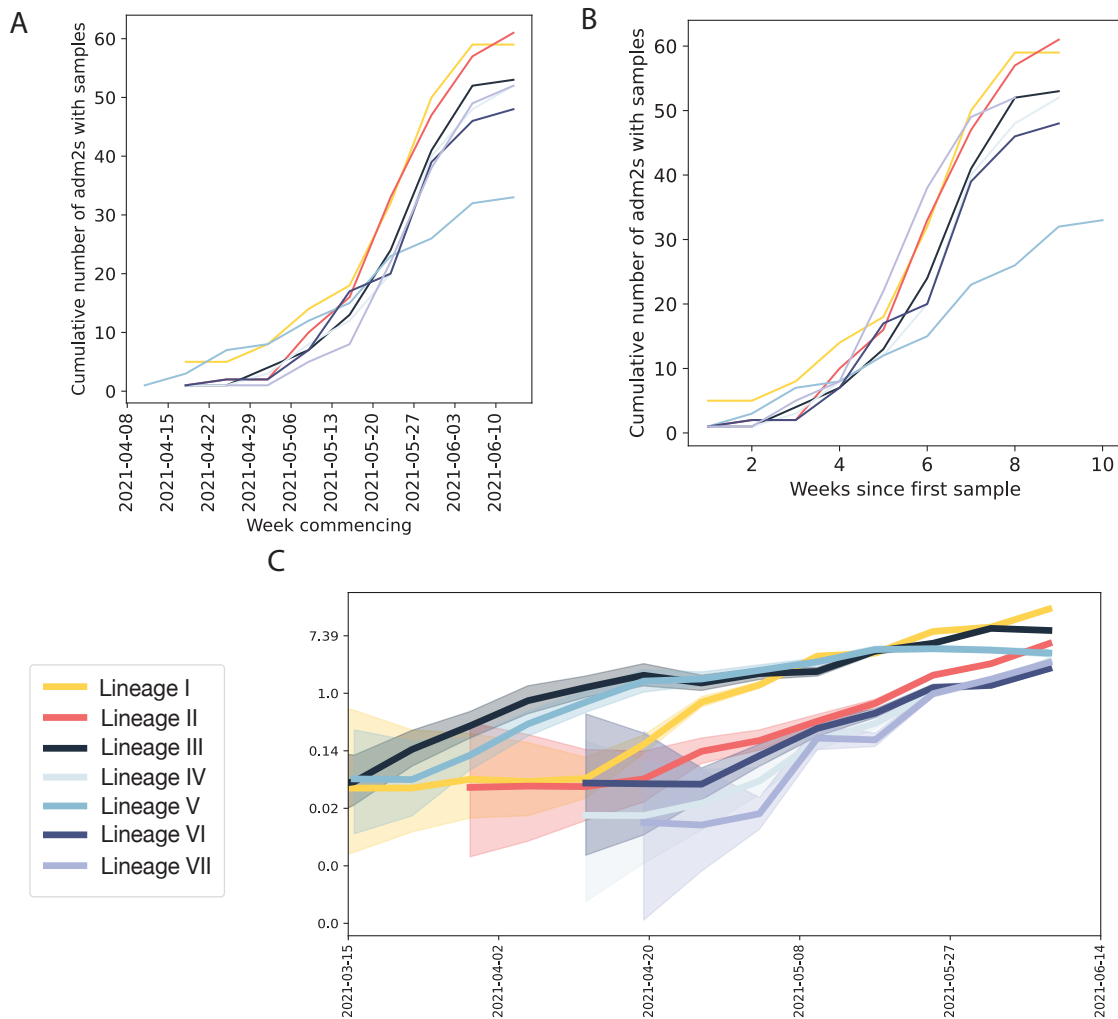 A
Cumulative number of adm2s with samples
60
50
40
30
20
10
0
2021-04-08
2021-04-15
2021-04-22
2021-04-29
2021-05-06
2021-05-13
2021-05-20
2021-05-27
2021-06-03
2021-06-10
Week commencing
B
Cumulative number of adm2s with samples
60
50
40
30
20
10
0
2
4
6
8
10
Weeks since first sample
C
7.39
1.0
0.14
0.02
0.0
0.0
2021-03-15
2021-04-02
2021-04-20
2021-05-08
2021-05-27
2021-06-14
Lineage I
Lineage II
Lineage III
Lineage IV
Lineage V
Lineage VI
Lineage VII